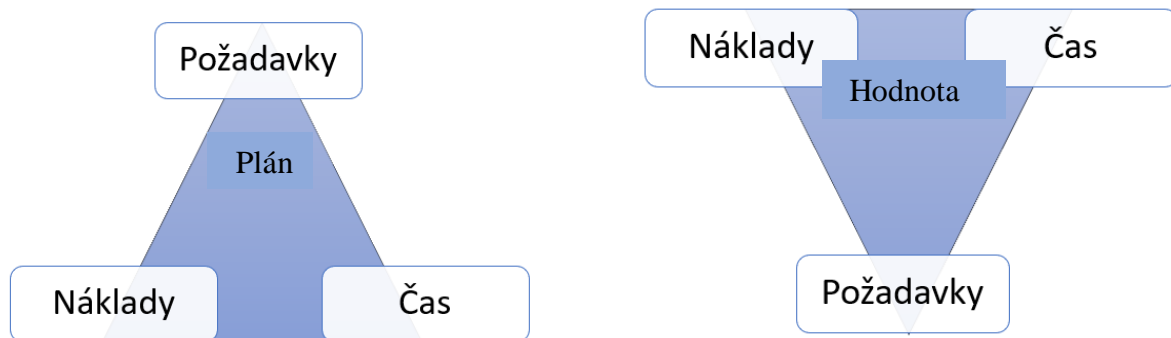 Požadavky
Plán
Náklady
Čas
Náklady
Čas
Hodnota
Požadavky